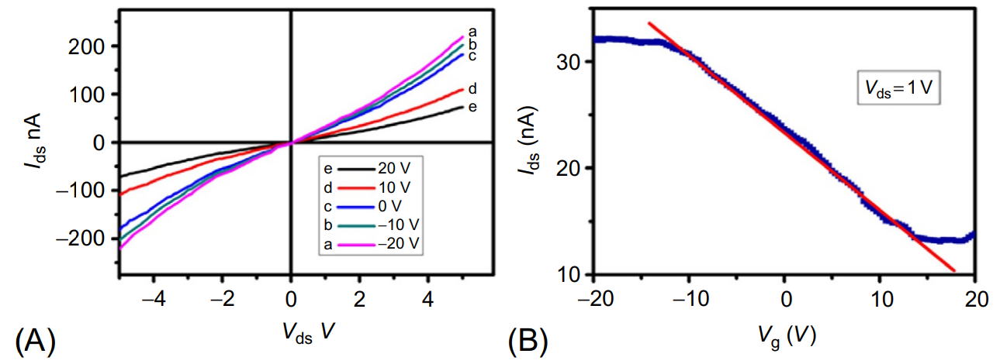 200
100
0
−100
−200
I_ds nA
−4 −2 0 2 4
V_ds V
a
b
c
d
e
e 20 V
d 10 V
c 0 V
b −10 V
a −20 V
(A)
30
20
10
I_ds (nA)
V_ds = 1 V
−20 −10 0 10 20
V_g (V)
(B)